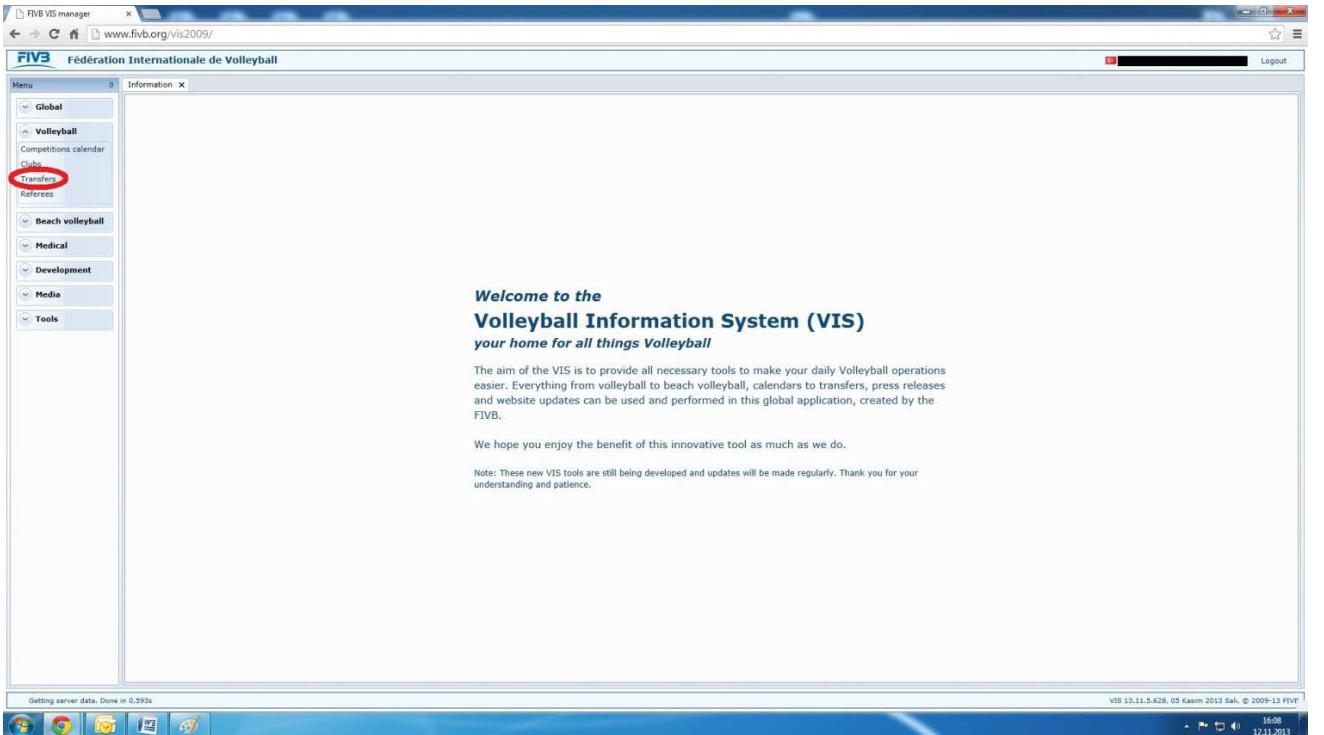 FIVB VIS manager
www.fivb.org/vis2009/
FIVB Fédération Internationale de Volleyball
Logout
Menu
Information
Global
Volleyball
Competitions calendar
Clubs
Transfers
Referees
Beach volleyball
Medical
Development
Media
Tools
Welcome to the
Volleyball Information System (VIS)
your home for all things Volleyball
The aim of the VIS is to provide all necessary tools to make your daily Volleyball operations
easier. Everything from volleyball to beach volleyball, calendars to transfers, press releases
and website updates can be used and performed in this global application, created by the
FIVB.
We hope you enjoy the benefit of this innovative tool as much as we do.
Note: These new VIS tools are still being developed and updates will be made regularly. Thank you for your
understanding and patience.
Getting server data. Done in 0,593s
VIS 13.11.5.628, 05 Kasım 2013 Salı, © 2009-13 FIVB
16:08
12.11.2013